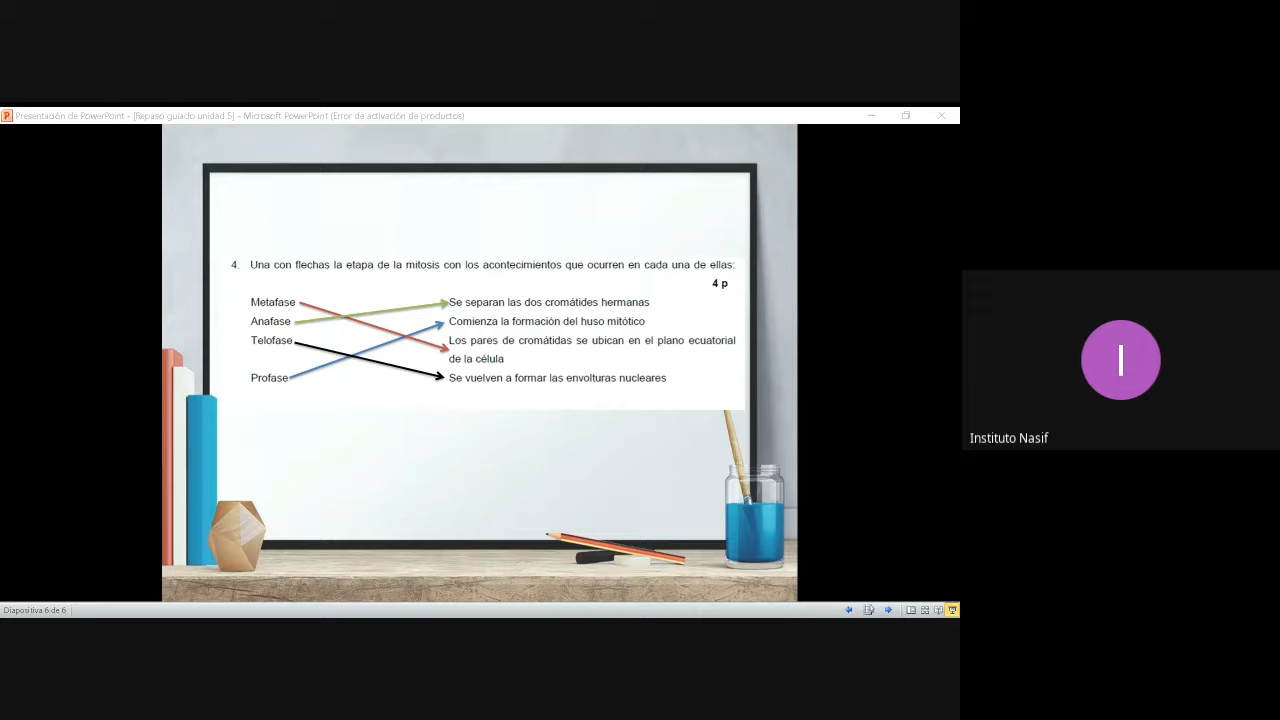 Presentación de PowerPoint - [Repaso guiado unidad 5] - Microsoft PowerPoint (Error de activación de productos)
4. Una con flechas la etapa de la mitosis con los acontecimientos que ocurren en cada una de ellas:
4 p
Metafase Se separan las dos cromátides hermanas
Anafase Comienza la formación del huso mitótico
Telofase Los pares de cromátidas se ubican en el plano ecuatorial
de la célula
Profase Se vuelven a formar las envolturas nucleares
I
Instituto Nasif
Diapositiva 6 de 6